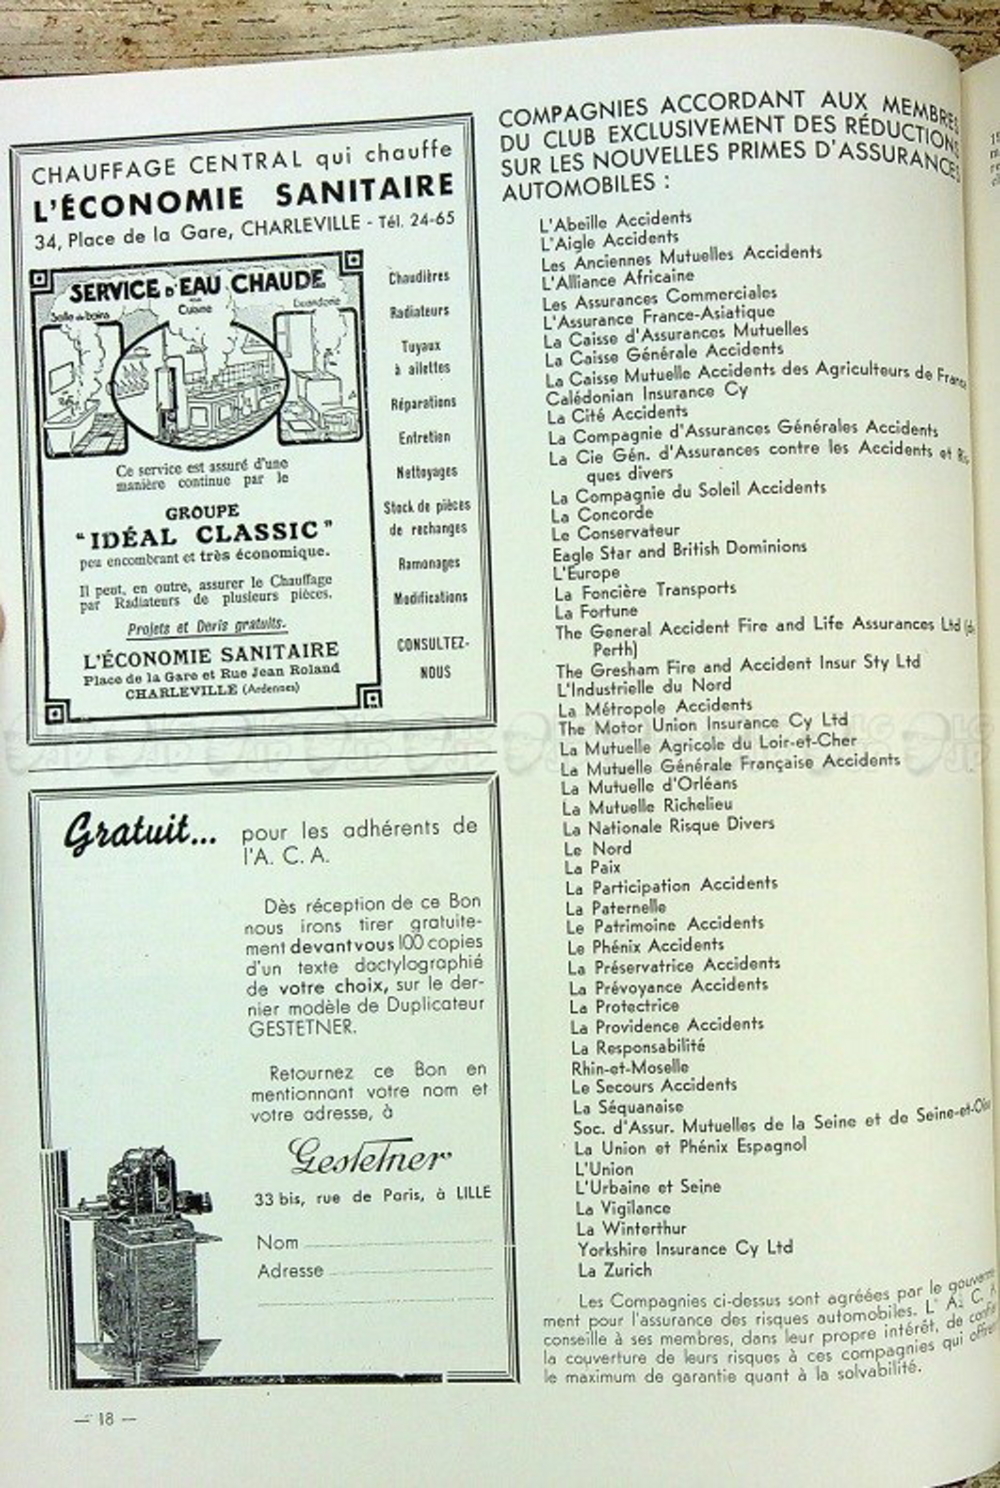 CHAUFFAGE CENTRAL qui chauffe
L'ÉCONOMIE SANITAIRE
34, Place de la Gare, CHARLEVILLE - Tél. 24-65
SERVICE D'EAU CHAUDE
Salle de bains
Cuisine
Buanderie
Ce service est assuré d'une
manière continue par le
GROUPE
"IDÉAL CLASSIC"
peu encombrant et très économique.
Il peut, en outre, assurer le Chauffage
par Radiateurs de plusieurs pièces.
Projets et Devis gratuits.
L'ÉCONOMIE SANITAIRE
Place de la Gare et Rue Jean Roland
CHARLEVILLE (Ardennes)
Chaudières
Radiateurs
Tuyaux
à ailettes
Réparations
Entretien
Nettoyages
Stock de pièces
de rechanges
Ramonages
Modifications
CONSULTEZ-
NOUS
Gratuit...
pour les adhérents de
l'A. C. A.
Dès réception de ce Bon
nous irons tirer gratuite-
ment devant vous 100 copies
d'un texte dactylographié
de votre choix, sur le der-
nier modèle de Duplicateur
GESTETNER.
Retournez ce Bon en
mentionnant votre nom et
votre adresse, à
Gestetner
33 bis, rue de Paris, à LILLE
Nom
Adresse
— 18 —
COMPAGNIES ACCORDANT AUX MEMBRES
DU CLUB EXCLUSIVEMENT DES RÉDUCTIONS
SUR LES NOUVELLES PRIMES D'ASSURANCES
AUTOMOBILES :
L'Abeille Accidents
L'Aigle Accidents
Les Anciennes Mutuelles Accidents
L'Alliance Africaine
Les Assurances Commerciales
L'Assurance France-Asiatique
La Caisse d'Assurances Mutuelles
La Caisse Générale Accidents
La Caisse Mutuelle Accidents des Agriculteurs de France
Calédonian Insurance Cy
La Cité Accidents
La Compagnie d'Assurances Générales Accidents
La Cie Gén. d'Assurances contre les Accidents et Ris-
ques divers
La Compagnie du Soleil Accidents
La Concorde
Le Conservateur
Eagle Star and British Dominions
L'Europe
La Foncière Transports
La Fortune
The General Accident Fire and Life Assurances Ltd (de
Perth)
The Gresham Fire and Accident Insur Sty Ltd
L'Industrielle du Nord
La Métropole Accidents
The Motor Union Insurance Cy Ltd
La Mutuelle Agricole du Loir-et-Cher
La Mutuelle Générale Française Accidents
La Mutuelle d'Orléans
La Mutuelle Richelieu
La Nationale Risque Divers
Le Nord
La Paix
La Participation Accidents
La Paternelle
Le Patrimoine Accidents
Le Phénix Accidents
La Préservatrice Accidents
La Prévoyance Accidents
La Protectrice
La Providence Accidents
La Responsabilité
Rhin-et-Moselle
Le Secours Accidents
La Séquanaise
Soc. d'Assur. Mutuelles de la Seine et de Seine-et-Oise
La Union et Phénix Espagnol
L'Union
L'Urbaine et Seine
La Vigilance
La Winterthur
Yorkshire Insurance Cy Ltd
La Zurich
Les Compagnies ci-dessus sont agréées par le gouverne-
ment pour l'assurance des risques automobiles. L'A. C. A.
conseille à ses membres, dans leur propre intérêt, de confier
la couverture de leurs risques à ces compagnies qui offrent
le maximum de garantie quant à la solvabilité.